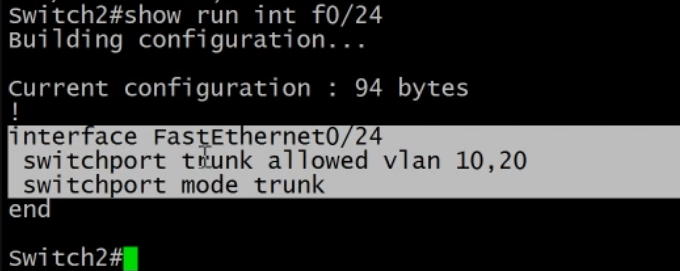 Switch2#show run int f0/24
Building configuration...
Current configuration : 94 bytes
!
interface FastEthernet0/24
switchport trunk allowed vlan 10,20
switchport mode trunk
end
Switch2#